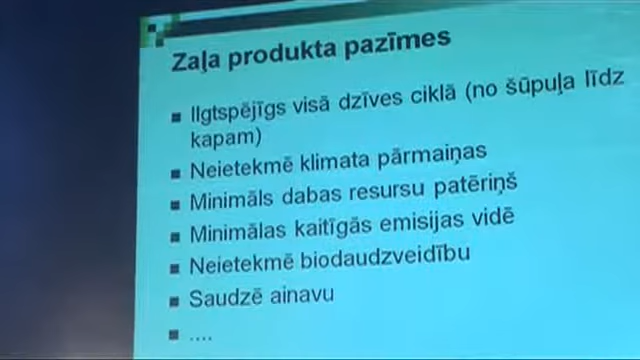 Zaļa produkta pazīmes
Ilgtspējīgs visā dzīves ciklā (no šūpuļa līdz
kapam)
Neietekmē klimata pārmaiņas
Minimāls dabas resursu patēriņš
Minimālas kaitīgās emisijas vidē
Neietekmē biodaudzveidību
Saudzē ainavu
....